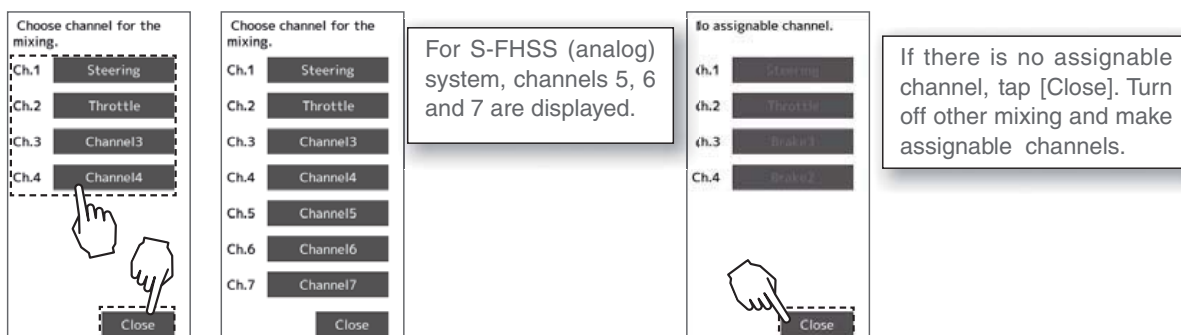 Choose channel for the
mixing.
Ch.1 Steering
Ch.2 Throttle
Ch.3 Channel3
Ch.4 Channel4
Close
Choose channel for the
mixing.
Ch.1 Steering
Ch.2 Throttle
Ch.3 Channel3
Ch.4 Channel4
Ch.5 Channel5
Ch.6 Channel6
Ch.7 Channel7
Close
For S-FHSS (analog)
system, channels 5, 6
and 7 are displayed.
No assignable channel.
Ch.1 Steering
Ch.2 Throttle
Ch.3 Brake3
Ch.4 Brake2
Close
If there is no assignable
channel, tap [Close]. Turn
off other mixing and make
assignable channels.